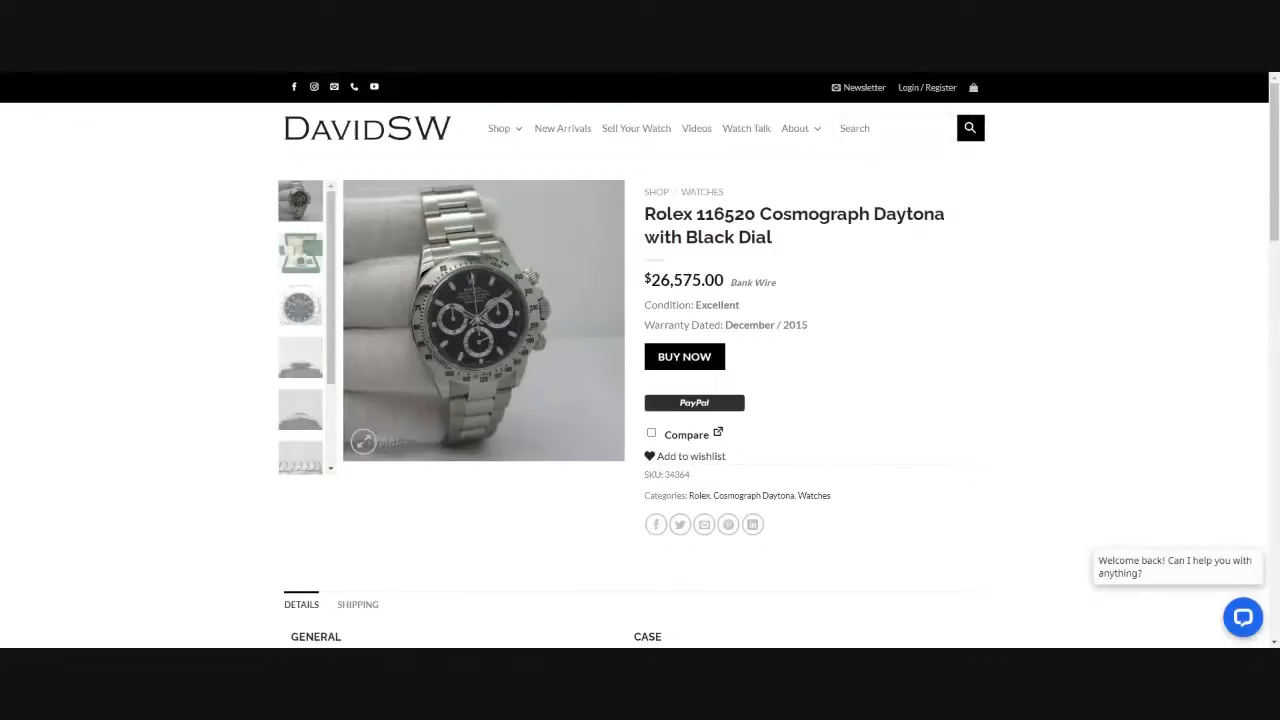 Newsletter Login / Register
DAVIDSW
Shop New Arrivals Sell Your Watch Videos Watch Talk About Search
SHOP / WATCHES
Rolex 116520 Cosmograph Daytona
with Black Dial
$26,575.00 Bank Wire
Condition: Excellent
Warranty Dated: December / 2015
BUY NOW
PayPal
Compare
Add to wishlist
SKU: 34364
Categories: Rolex, Cosmograph Daytona, Watches
Welcome back! Can I help you with
anything?
DETAILS SHIPPING
GENERAL CASE